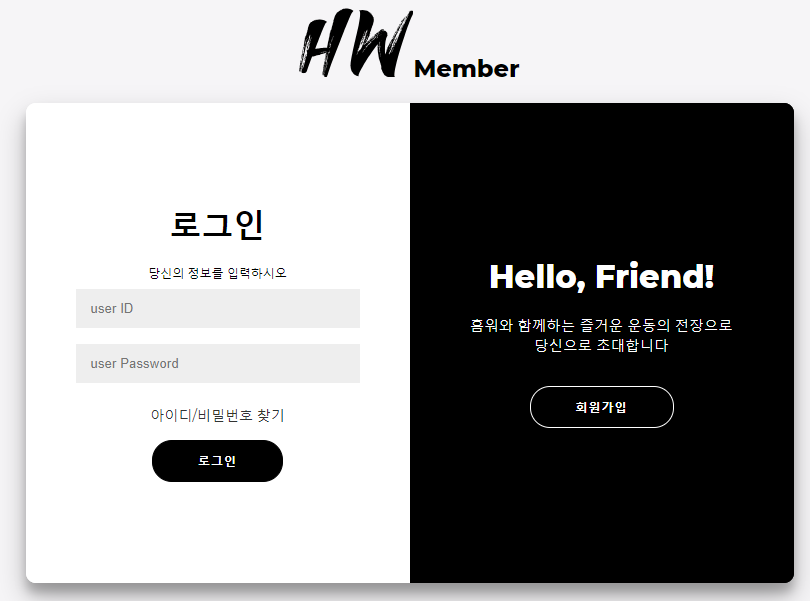 HW Member
로그인
당신의 정보를 입력하시오
user ID
user Password
아이디/비밀번호 찾기
로그인
Hello, Friend!
홈워와 함께하는 즐거운 운동의 전장으로
당신으로 초대합니다
회원가입